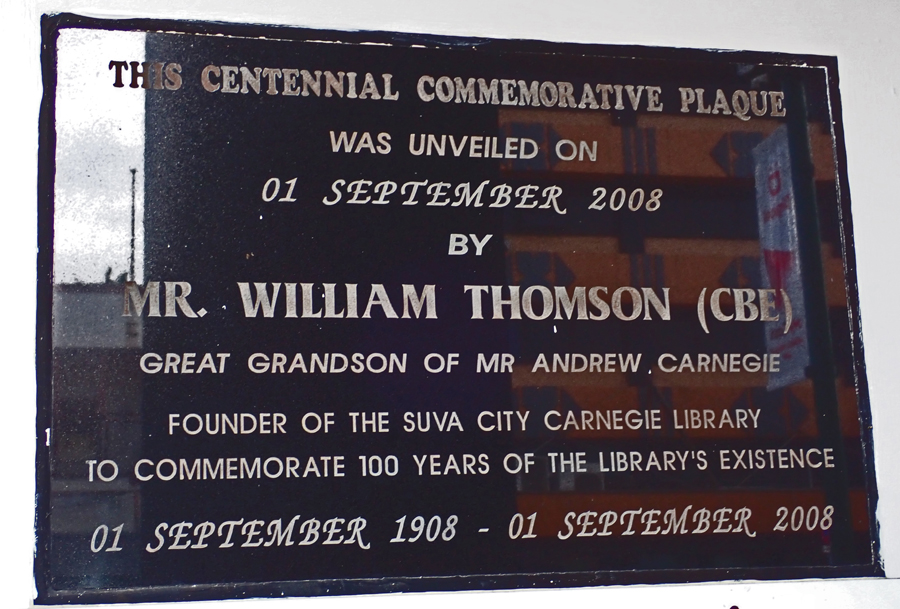 THIS CENTENNIAL COMMEMORATIVE PLAQUE
WAS UNVEILED ON
01 SEPTEMBER 2008
BY
MR. WILLIAM THOMSON (CBE)
GREAT GRANDSON OF MR ANDREW CARNEGIE
FOUNDER OF THE SUVA CITY CARNEGIE LIBRARY
TO COMMEMORATE 100 YEARS OF THE LIBRARY'S EXISTENCE
01 SEPTEMBER 1908 - 01 SEPTEMBER 2008